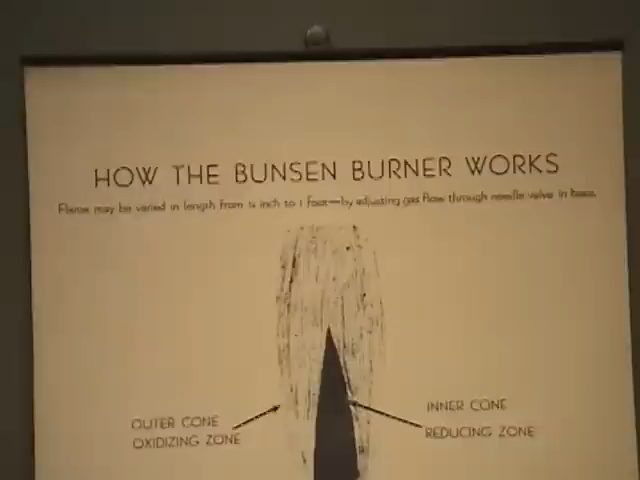 HOW THE BUNSEN BURNER WORKS
Flame may be varied in length from ¼ inch to 1 foot—by adjusting gas flow through needle valve in base.
OUTER CONE
OXIDIZING ZONE
INNER CONE
REDUCING ZONE